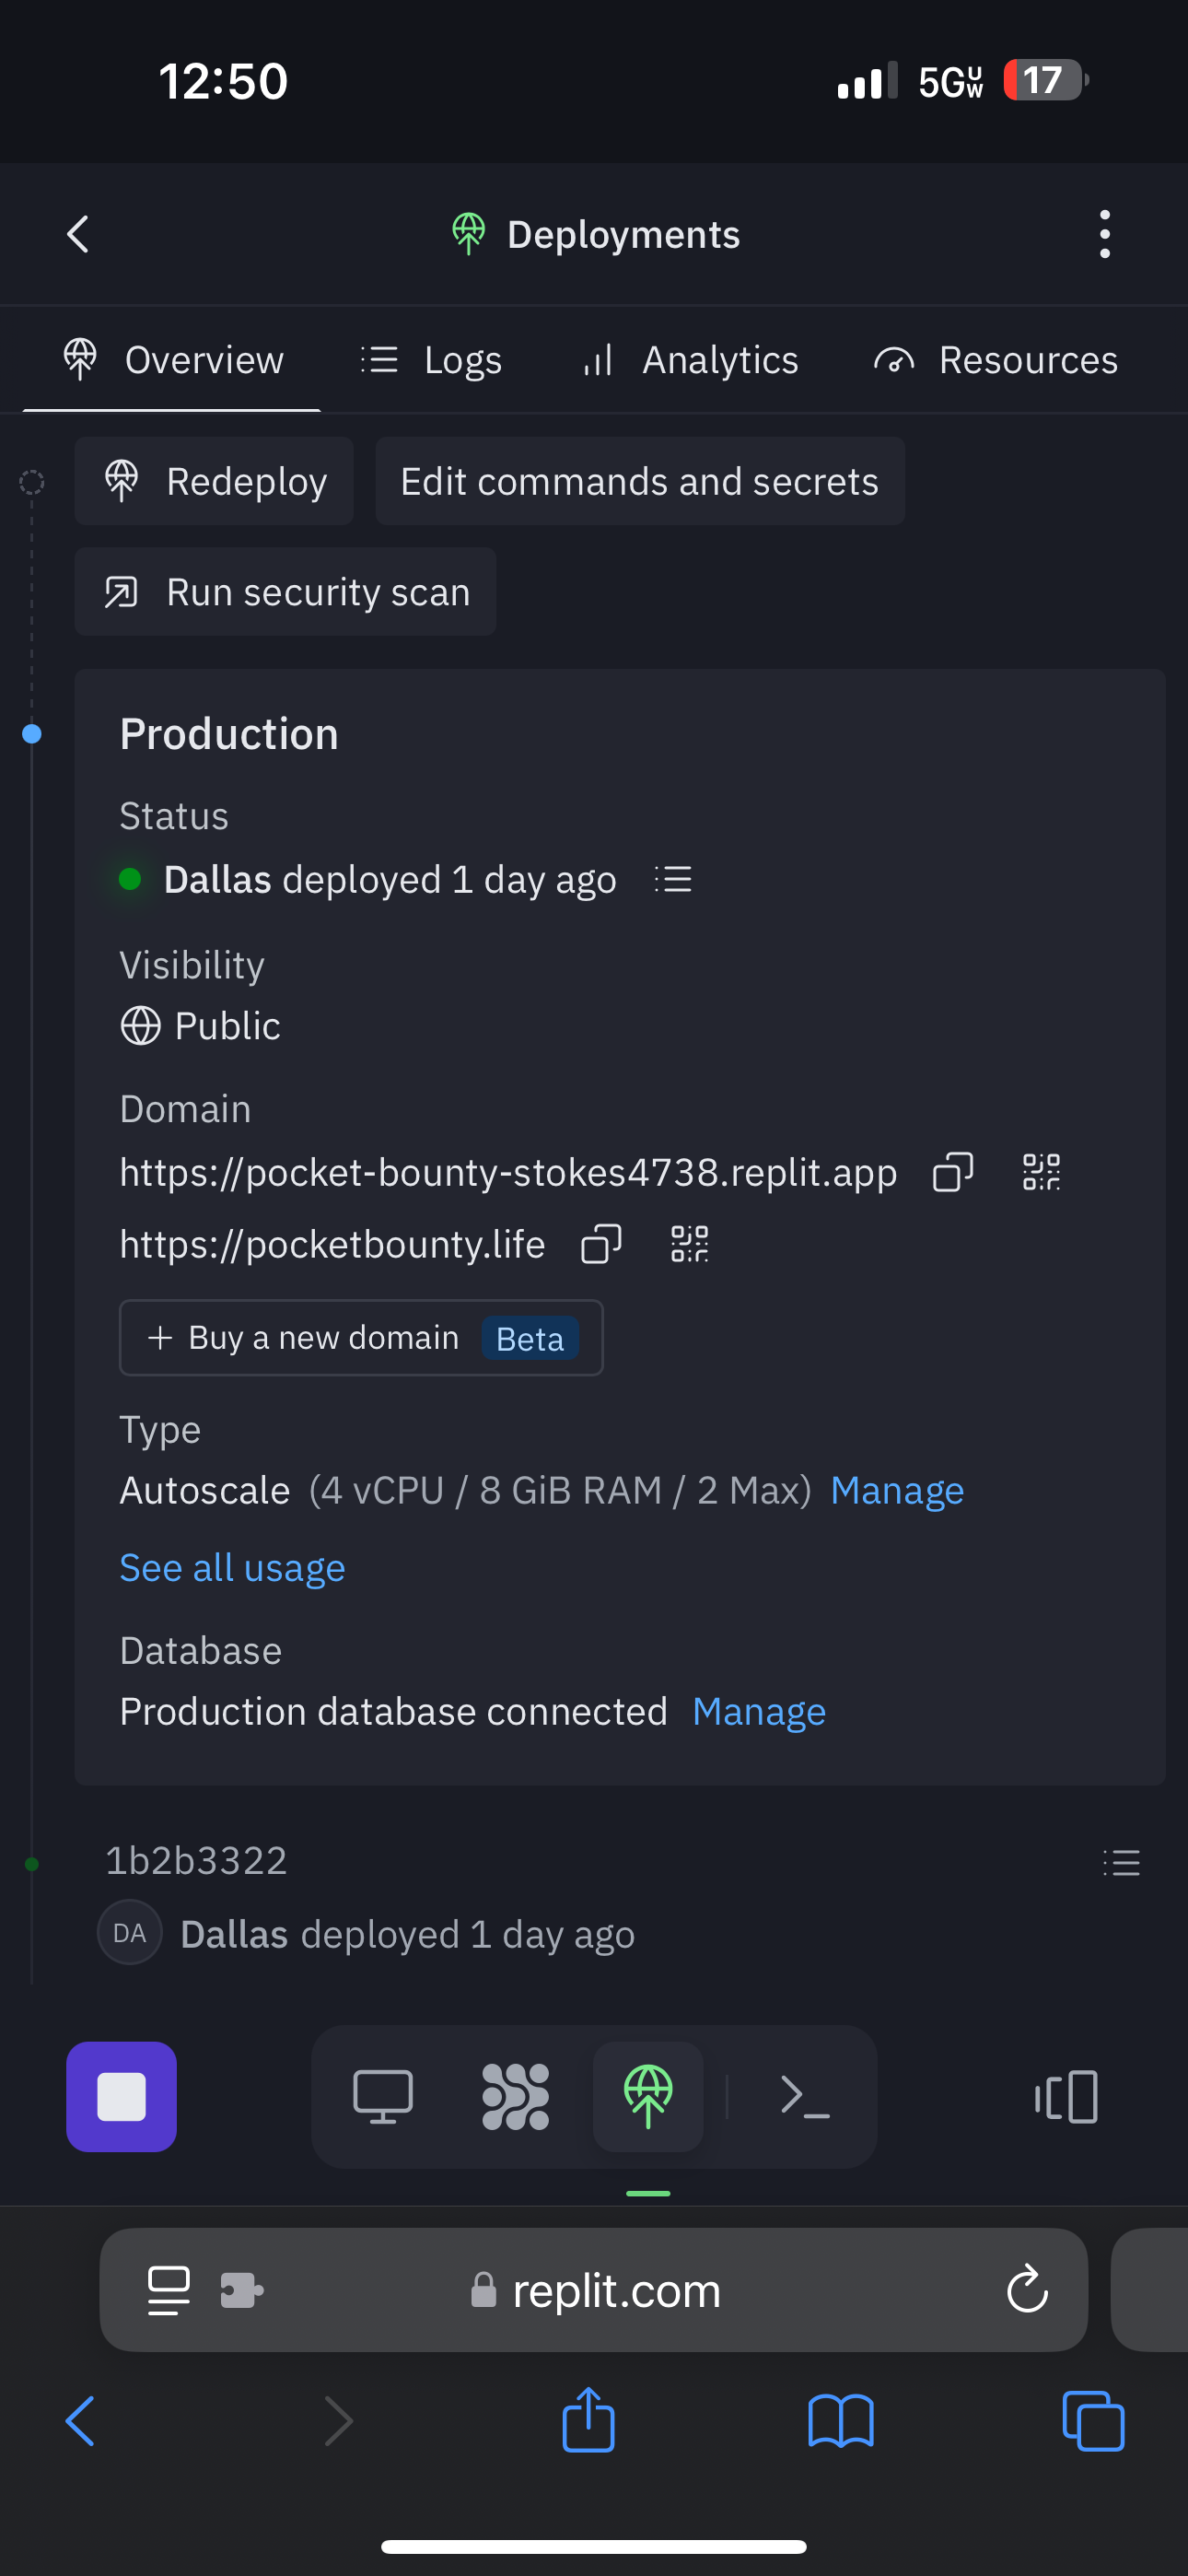 12:50
5G UW 17
Deployments
Overview Logs Analytics Resources
Redeploy Edit commands and secrets
Run security scan
Production
Status
Dallas deployed 1 day ago
Visibility
Public
Domain
https://pocket-bounty-stokes4738.replit.app
https://pocketbounty.life
+ Buy a new domain Beta
Type
Autoscale (4 vCPU / 8 GiB RAM / 2 Max) Manage
See all usage
Database
Production database connected Manage
1b2b3322
DA Dallas deployed 1 day ago
replit.com